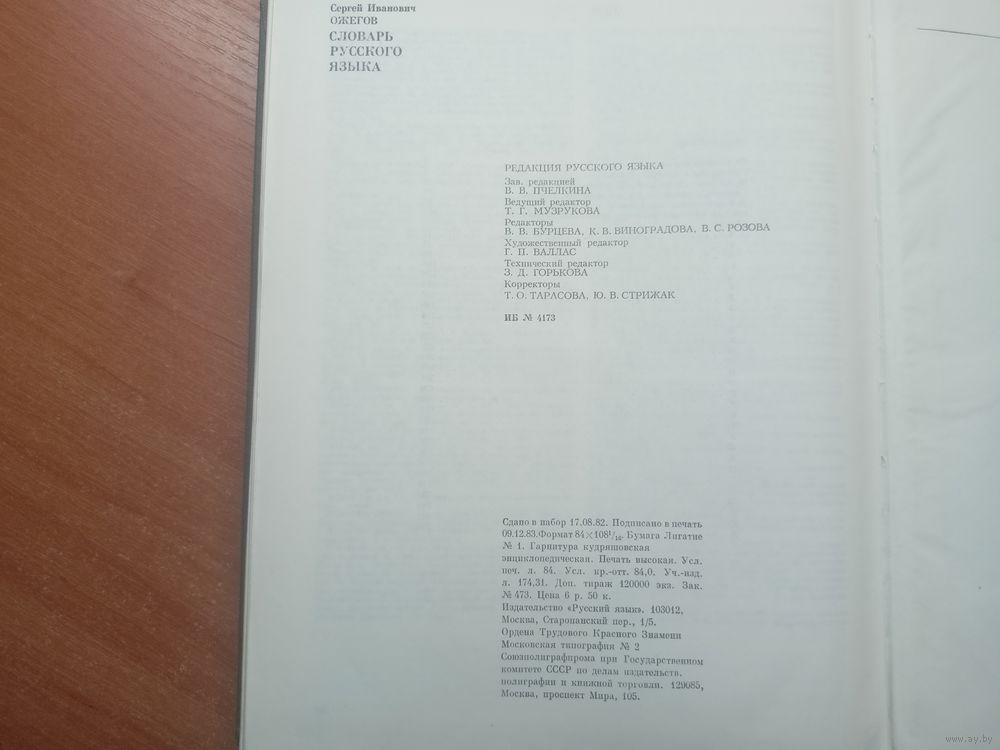 Сергей Иванович
ОЖЕГОВ
СЛОВАРЬ
РУССКОГО
ЯЗЫКА
РЕДАКЦИЯ РУССКОГО ЯЗЫКА
Зав. редакцией
В. В. ПЧЕЛКИНА
Ведущий редактор
Т. Г. МУЗРУКОВА
Редакторы
В. В. БУРЦЕВА, К. В. ВИНОГРАДОВА, В. С. РОЗОВА
Художественный редактор
Г. П. ВАЛЛАС
Технический редактор
З. Д. ГОРЬКОВА
Корректоры
Т. О. ТАРАСОВА, Ю. В. СТРИЖАК
ИБ № 4173
Сдано в набор 17.08.82. Подписано в печать
09.12.83. Формат 84×108¹/₁₆. Бумага Лигатне
№ 1. Гарнитура кудряшовская
энциклопедическая. Печать высокая. Усл.
печ. л. 84. Усл. кр.-отт. 84,0. Уч.-изд.
л. 174,31. Доп. тираж 120000 экз. Зак.
№ 473. Цена 6 р. 50 к.
Издательство «Русский язык». 103012,
Москва, Старопанский пер., 1/5.
Ордена Трудового Красного Знамени
Московская типография № 2
Союзполиграфпрома при Государственном
комитете СССР по делам издательств,
полиграфии и книжной торговли. 129085,
Москва, проспект Мира, 105.
www.ay.by